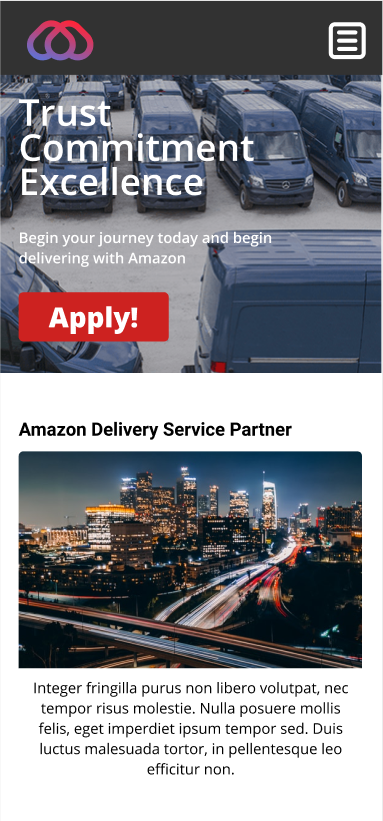 Trust
Commitment
Excellence
Begin your journey today and begin
delivering with Amazon
Apply!
Amazon Delivery Service Partner
Integer fringilla purus non libero volutpat, nec
tempor risus molestie. Nulla posuere mollis
felis, eget imperdiet ipsum tempor sed. Duis
luctus malesuada tortor, in pellentesque leo
efficitur non.